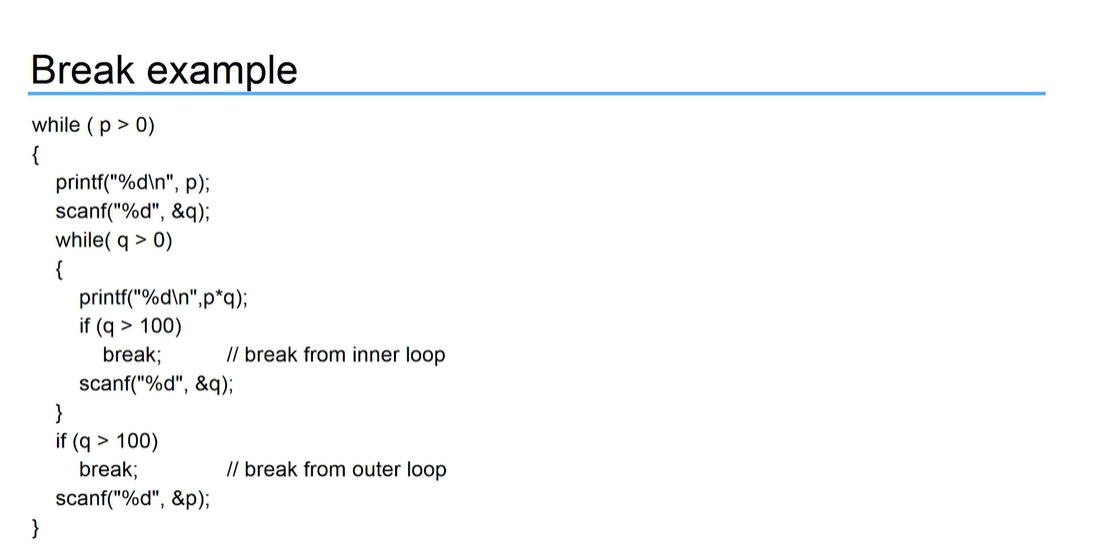 Break example
while ( p > 0)
{
printf("%d\n", p);
scanf("%d", &q);
while( q > 0)
{
printf("%d\n",p*q);
if (q > 100)
break; // break from inner loop
scanf("%d", &q);
}
if (q > 100)
break; // break from outer loop
scanf("%d", &p);
}